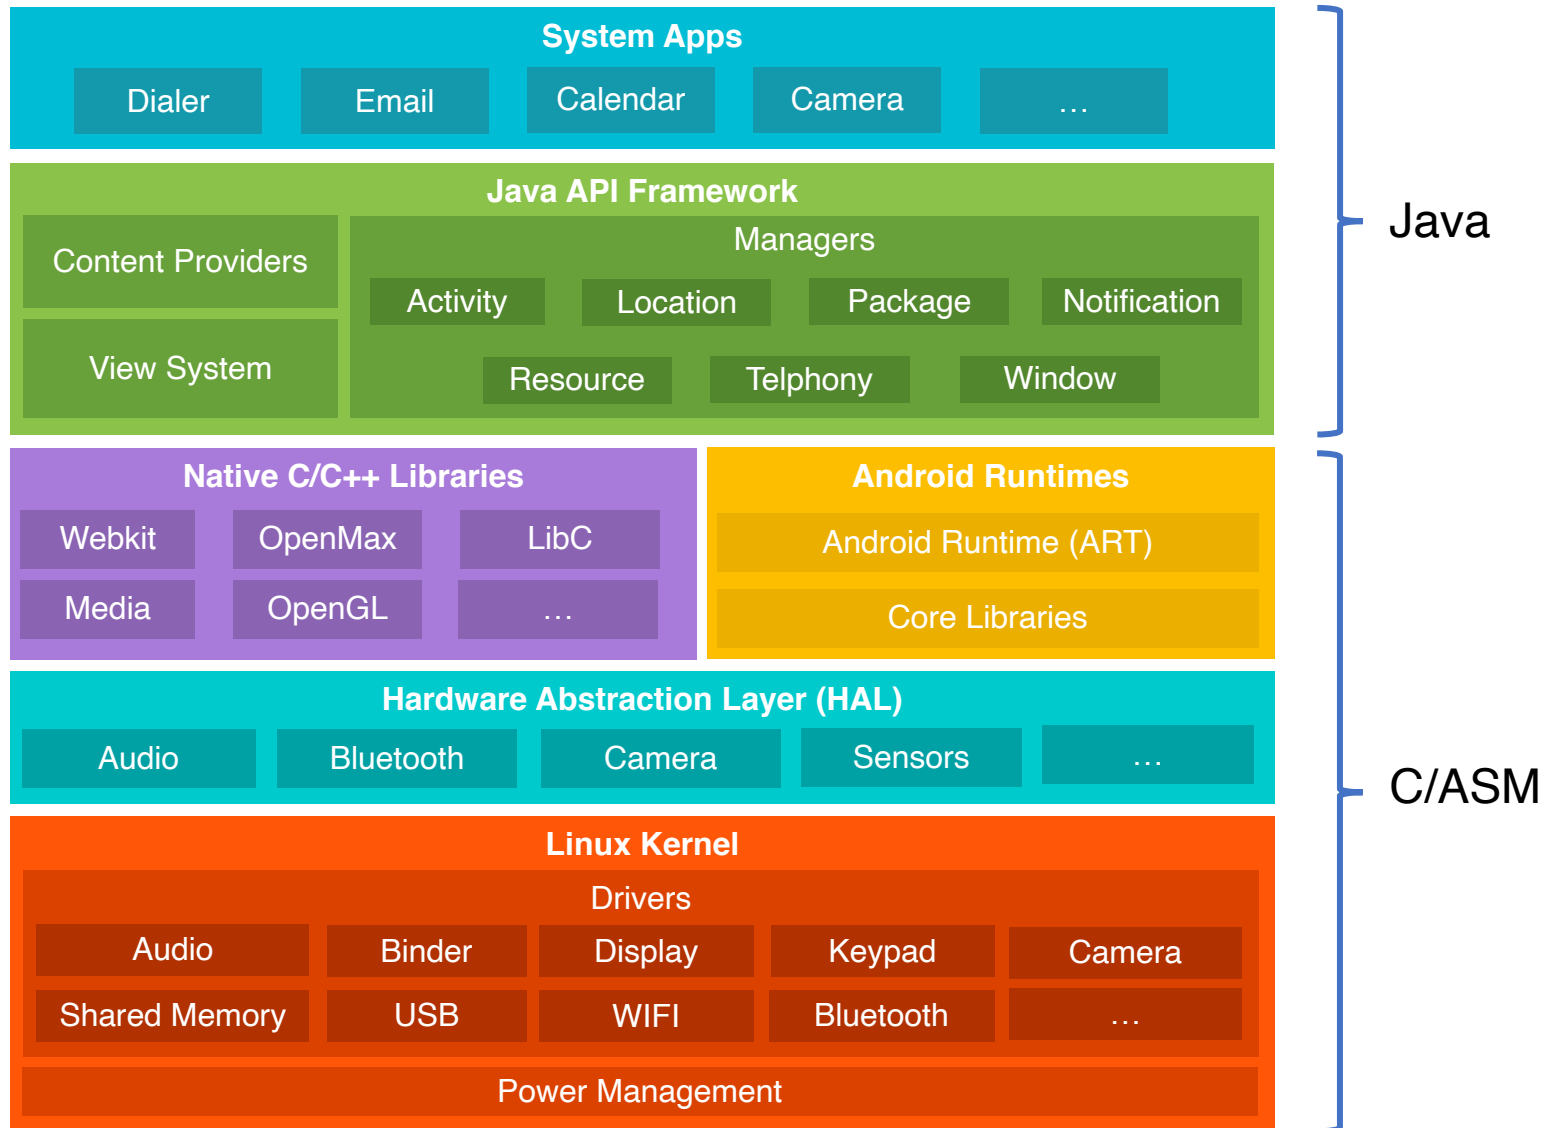 System Apps
Dialer
Email
Calendar
Camera
...
Java API Framework
Content Providers
View System
Managers
Activity
Location
Package
Notification
Resource
Telphony
Window
Java
Native C/C++ Libraries
Webkit
OpenMax
LibC
Media
OpenGL
...
Android Runtimes
Android Runtime (ART)
Core Libraries
Hardware Abstraction Layer (HAL)
Audio
Bluetooth
Camera
Sensors
...
Linux Kernel
Drivers
Audio
Binder
Display
Keypad
Camera
Shared Memory
USB
WIFI
Bluetooth
...
Power Management
C/ASM